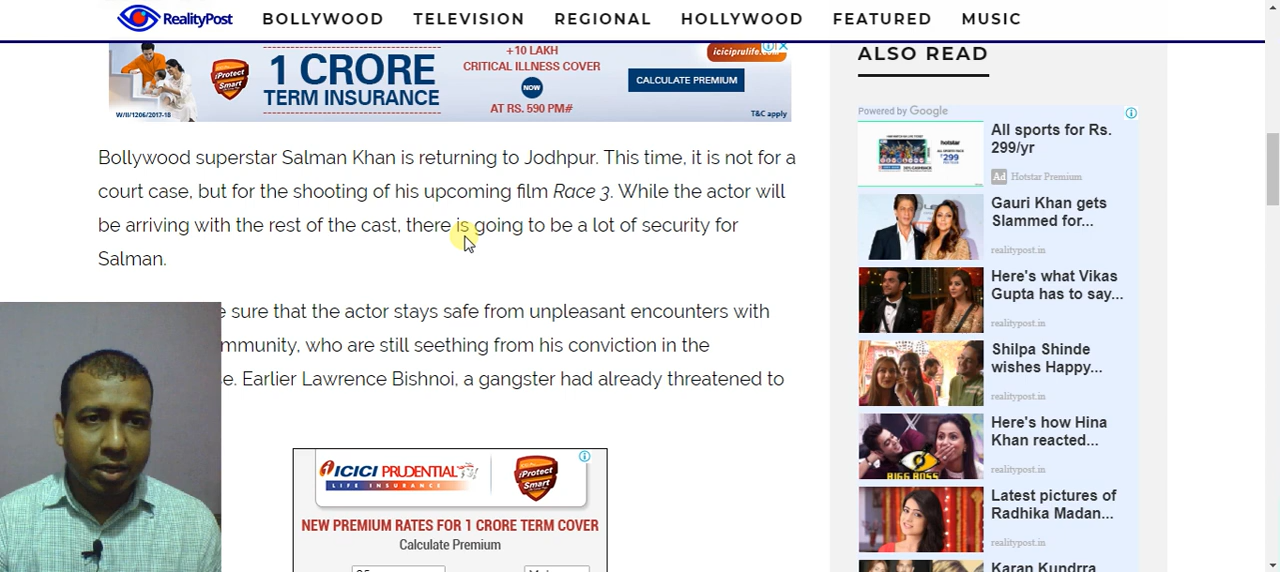 RealityPost
BOLLYWOOD TELEVISION REGIONAL HOLLYWOOD FEATURED MUSIC
iProtect Smart
1 CRORE
TERM INSURANCE
W/II/1206/2017-18
+10 LAKH
CRITICAL ILLNESS COVER
NOW
AT RS. 590 PM#
iciciprulife.com
CALCULATE PREMIUM
T&C apply
Bollywood superstar Salman Khan is returning to Jodhpur. This time, it is not for a
court case, but for the shooting of his upcoming film Race 3. While the actor will
be arriving with the rest of the cast, there is going to be a lot of security for
Salman.
sure that the actor stays safe from unpleasant encounters with
mmunity, who are still seething from his conviction in the
Earlier Lawrence Bishnoi, a gangster had already threatened to
ICICI PRUDENTIAL
LIFE INSURANCE
iProtect Smart
NEW PREMIUM RATES FOR 1 CRORE TERM COVER
Calculate Premium
ALSO READ
Powered by Google
hotstar
₹299
All sports for Rs.
299/yr
Ad Hotstar Premium
Gauri Khan gets
Slammed for...
realitypost.in
Here's what Vikas
Gupta has to say...
realitypost.in
Shilpa Shinde
wishes Happy...
realitypost.in
Here's how Hina
Khan reacted...
realitypost.in
BIGG BOSS
Latest pictures of
Radhika Madan...
realitypost.in
Karan Kundrra